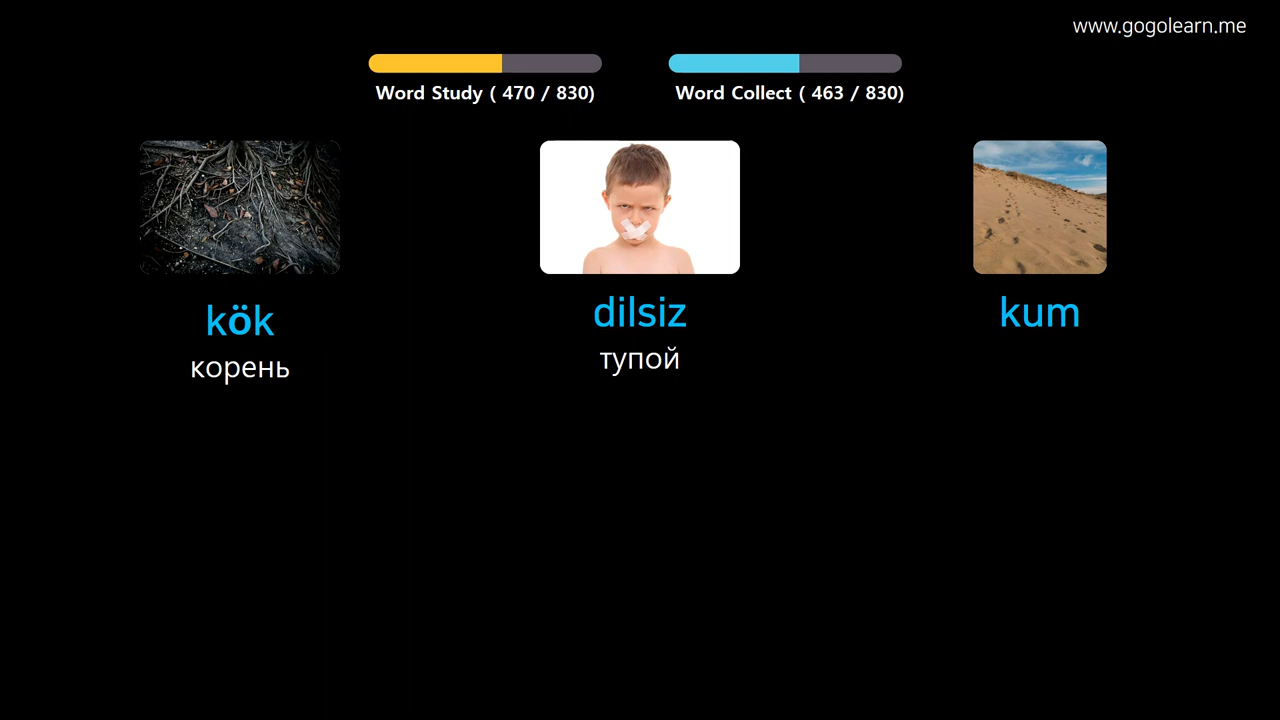 www.gogolearn.me
Word Study ( 470 / 830)
Word Collect ( 463 / 830)
kök
корень
dilsiz
тупой
kum